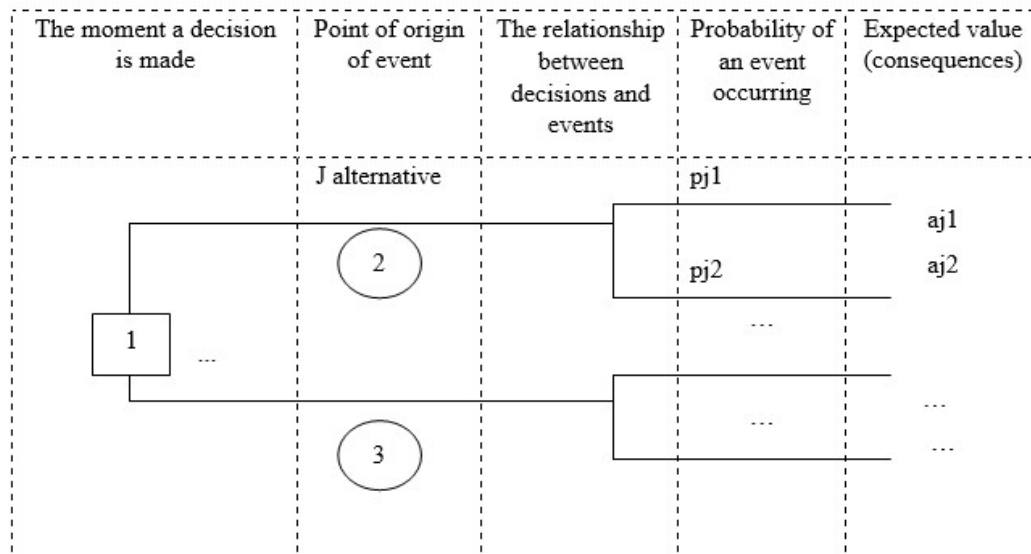 The moment a decision
is made
Point of origin
of event
The relationship
between
decisions and
events
Probability of
an event
occurring
Expected value
(consequences)
J alternative
pj1
aj1
2
pj2
aj2
1
...
...
3
...
...
...